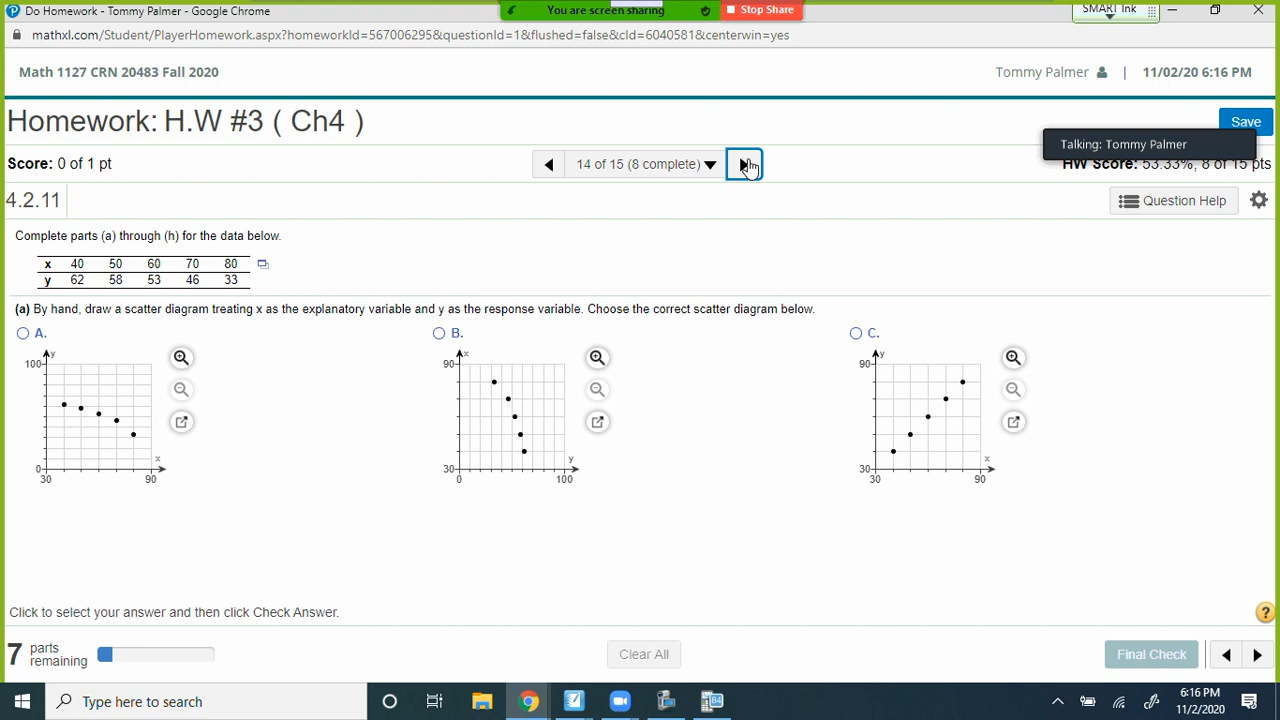 Do Homework - Tommy Palmer - Google Chrome
You are screen sharing
Stop Share
SMART Ink
mathxl.com/Student/PlayerHomework.aspx?homeworkId=567006295&questionId=1&flushed=false&cId=6040581&centerwin=yes
Math 1127 CRN 20483 Fall 2020
Tommy Palmer | 11/02/20 6:16 PM
Homework: H.W #3 ( Ch4 )
Save
Talking: Tommy Palmer
Score: 0 of 1 pt
14 of 15 (8 complete)
HW Score: 53.33%, 8 of 15 pts
4.2.11
Question Help
Complete parts (a) through (h) for the data below.
x 40 50 60 70 80
y 62 58 53 46 33
(a) By hand, draw a scatter diagram treating x as the explanatory variable and y as the response variable. Choose the correct scatter diagram below.
A.
B.
C.
100
y
0
x
30 90
90
x
30
y
0 100
90
y
30
x
30 90
Click to select your answer and then click Check Answer.
?
7 parts
remaining
Clear All
Final Check
Type here to search
6:16 PM
11/2/2020